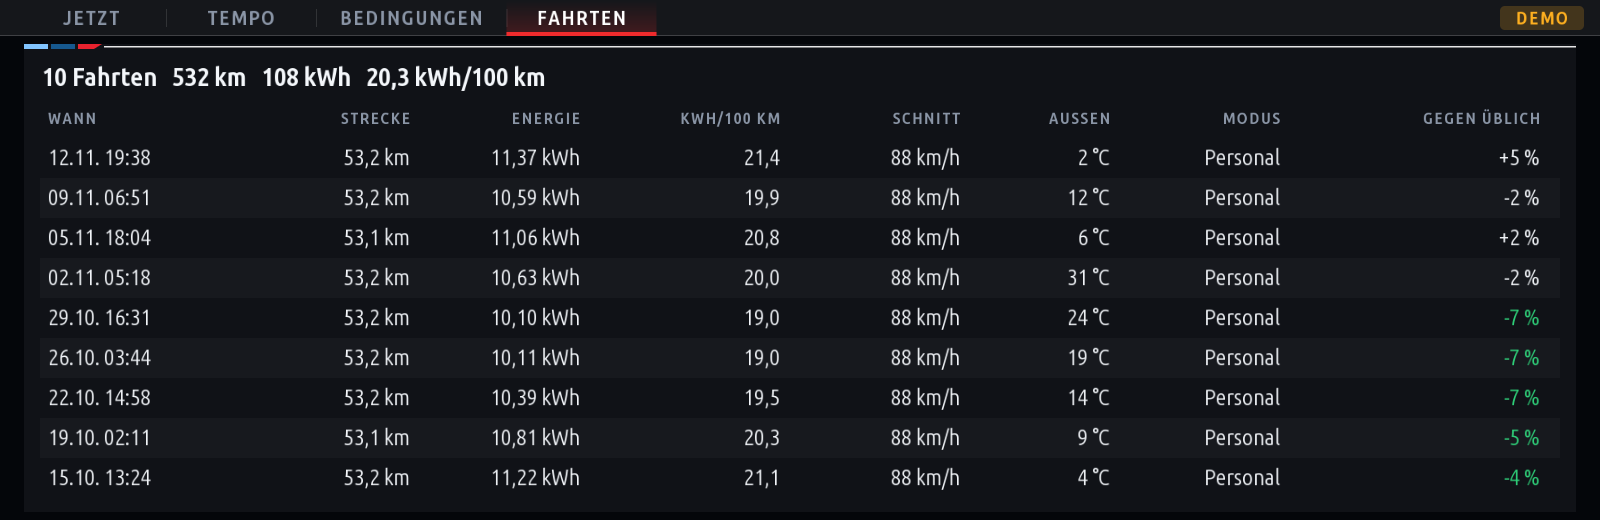 JETZT TEMPO BEDINGUNGEN FAHRTEN DEMO
10 Fahrten 532 km 108 kWh 20,3 kWh/100 km
WANN STRECKE ENERGIE KWH/100 KM SCHNITT AUSSEN MODUS GEGEN ÜBLICH
12.11. 19:38 53,2 km 11,37 kWh 21,4 88 km/h 2 °C Personal +5 %
09.11. 06:51 53,2 km 10,59 kWh 19,9 88 km/h 12 °C Personal -2 %
05.11. 18:04 53,1 km 11,06 kWh 20,8 88 km/h 6 °C Personal +2 %
02.11. 05:18 53,2 km 10,63 kWh 20,0 88 km/h 31 °C Personal -2 %
29.10. 16:31 53,2 km 10,10 kWh 19,0 88 km/h 24 °C Personal -7 %
26.10. 03:44 53,2 km 10,11 kWh 19,0 88 km/h 19 °C Personal -7 %
22.10. 14:58 53,2 km 10,39 kWh 19,5 88 km/h 14 °C Personal -7 %
19.10. 02:11 53,1 km 10,81 kWh 20,3 88 km/h 9 °C Personal -5 %
15.10. 13:24 53,2 km 11,22 kWh 21,1 88 km/h 4 °C Personal -4 %